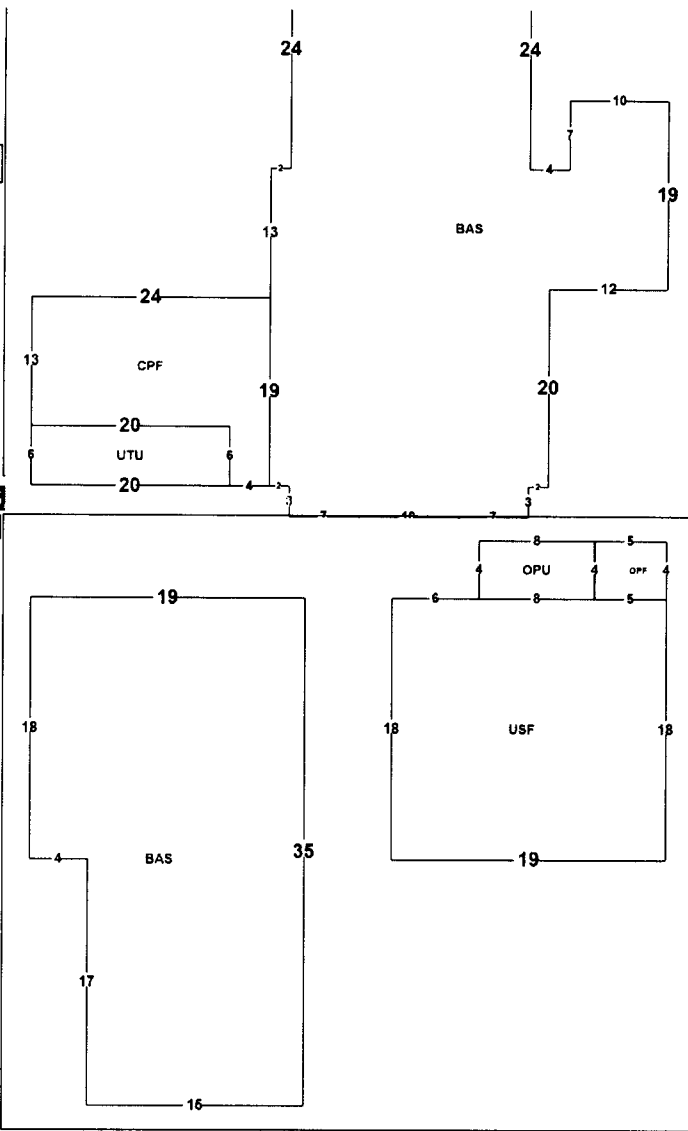 24 24
10
7
2 4
19
13 BAS
24 12
13 CPF
19 20
20
6 UTU 6
20 4 2 2
3 3
7 10 7
8 5
4 OPU 4 OPF 4
19 6 8 5
18 18 USF 18
4 BAS 35 19
17
15